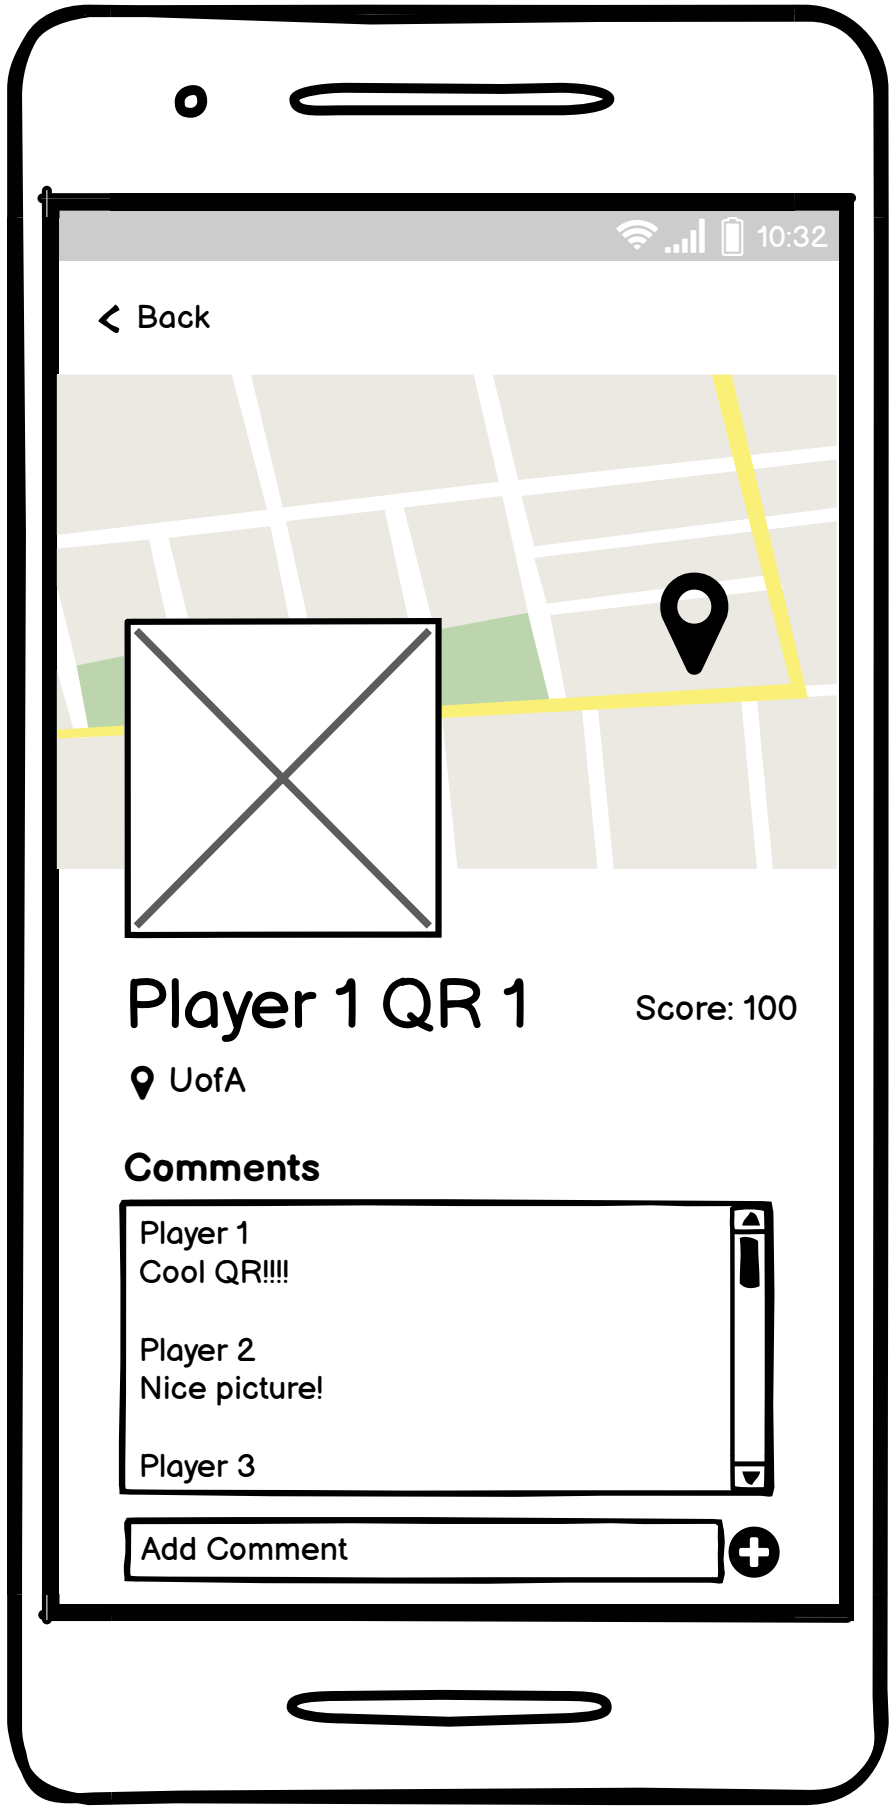 10:32
Back
Player 1 QR 1
Score: 100
UofA
Comments
Player 1
Cool QR!!!!
Player 2
Nice picture!
Player 3
Add Comment